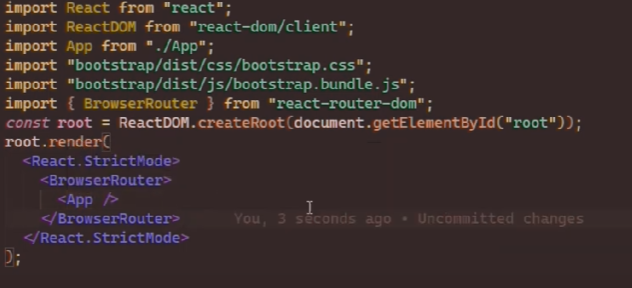 import React from "react";
import ReactDOM from "react-dom/client";
import App from "./App";
import "bootstrap/dist/css/bootstrap.css";
import "bootstrap/dist/js/bootstrap.bundle.js";
import { BrowserRouter } from "react-router-dom";
const root = ReactDOM.createRoot(document.getElementById("root"));
root.render(
  <React.StrictMode>
    <BrowserRouter>
      <App />
    </BrowserRouter> You, 3 seconds ago • Uncommitted changes
  </React.StrictMode>
);